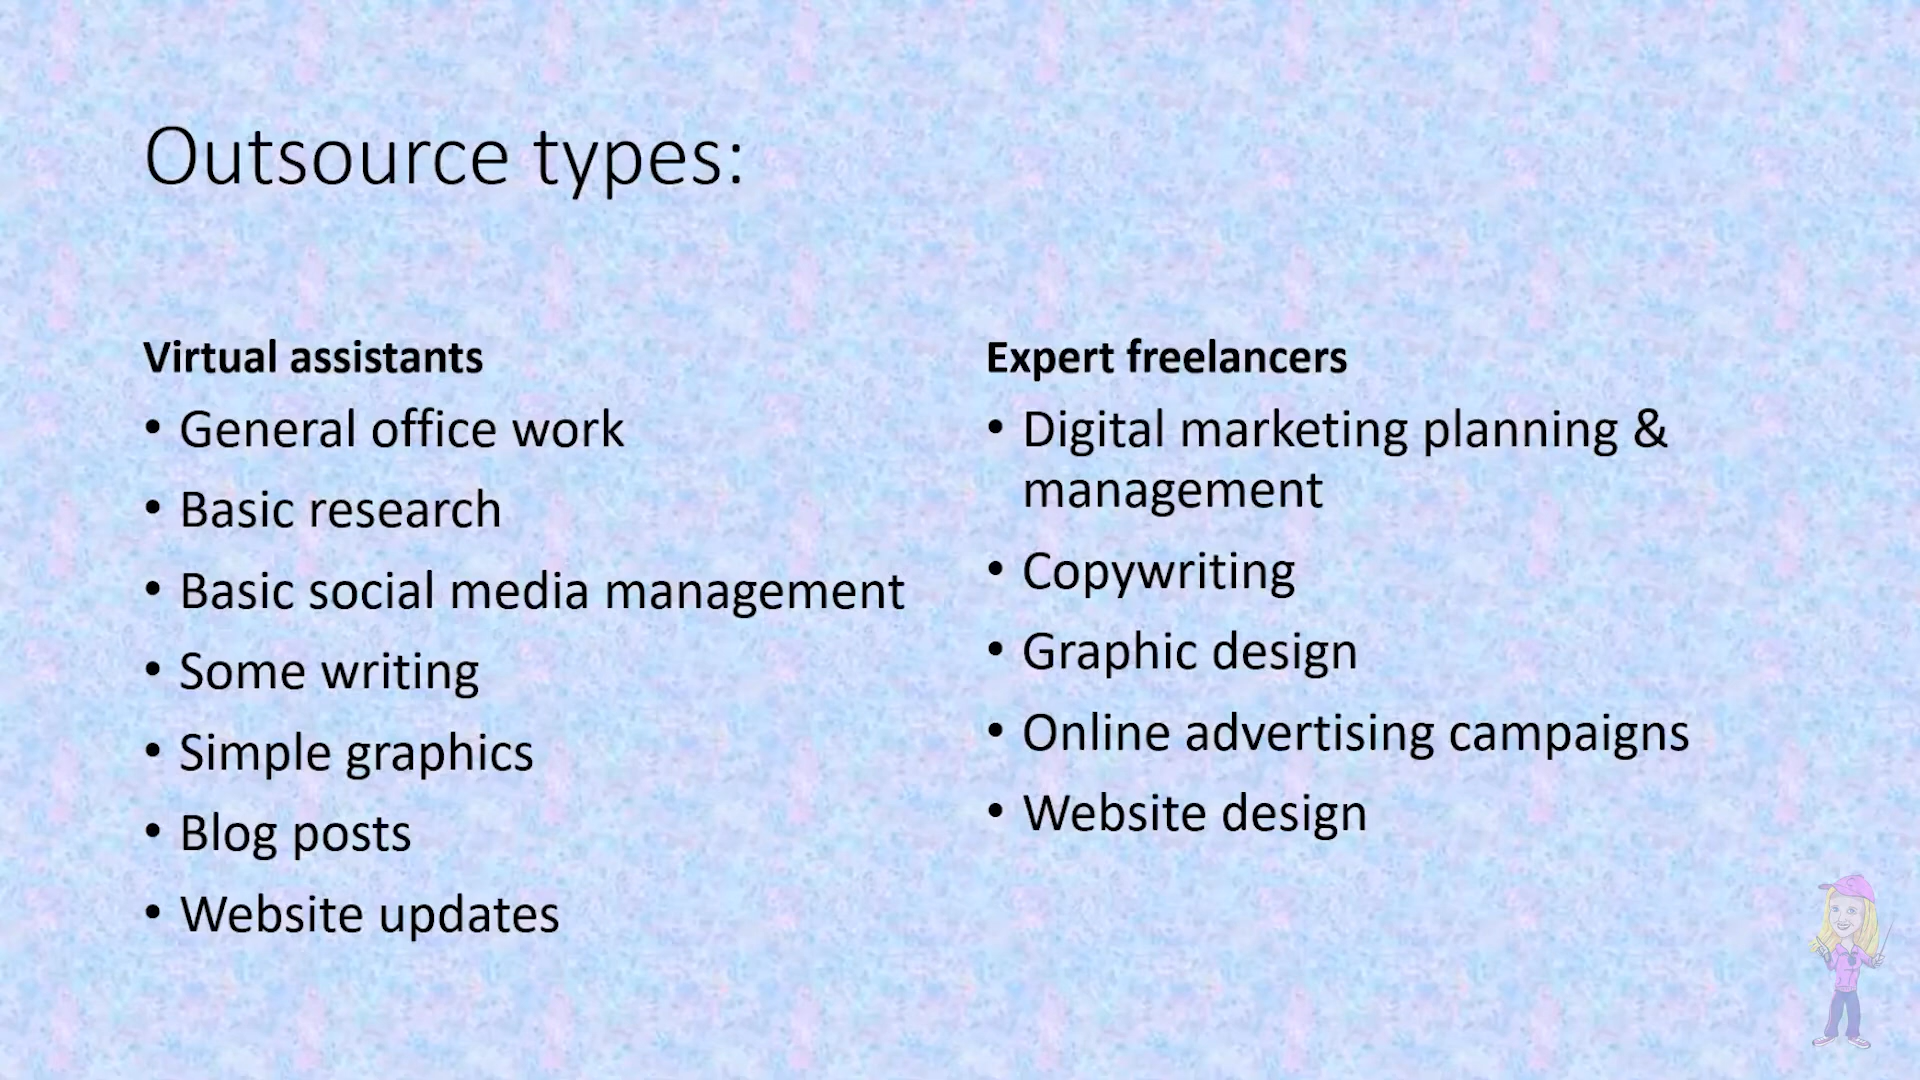 Outsource types:
Virtual assistants
• General office work
• Basic research
• Basic social media management
• Some writing
• Simple graphics
• Blog posts
• Website updates
Expert freelancers
• Digital marketing planning &
management
• Copywriting
• Graphic design
• Online advertising campaigns
• Website design